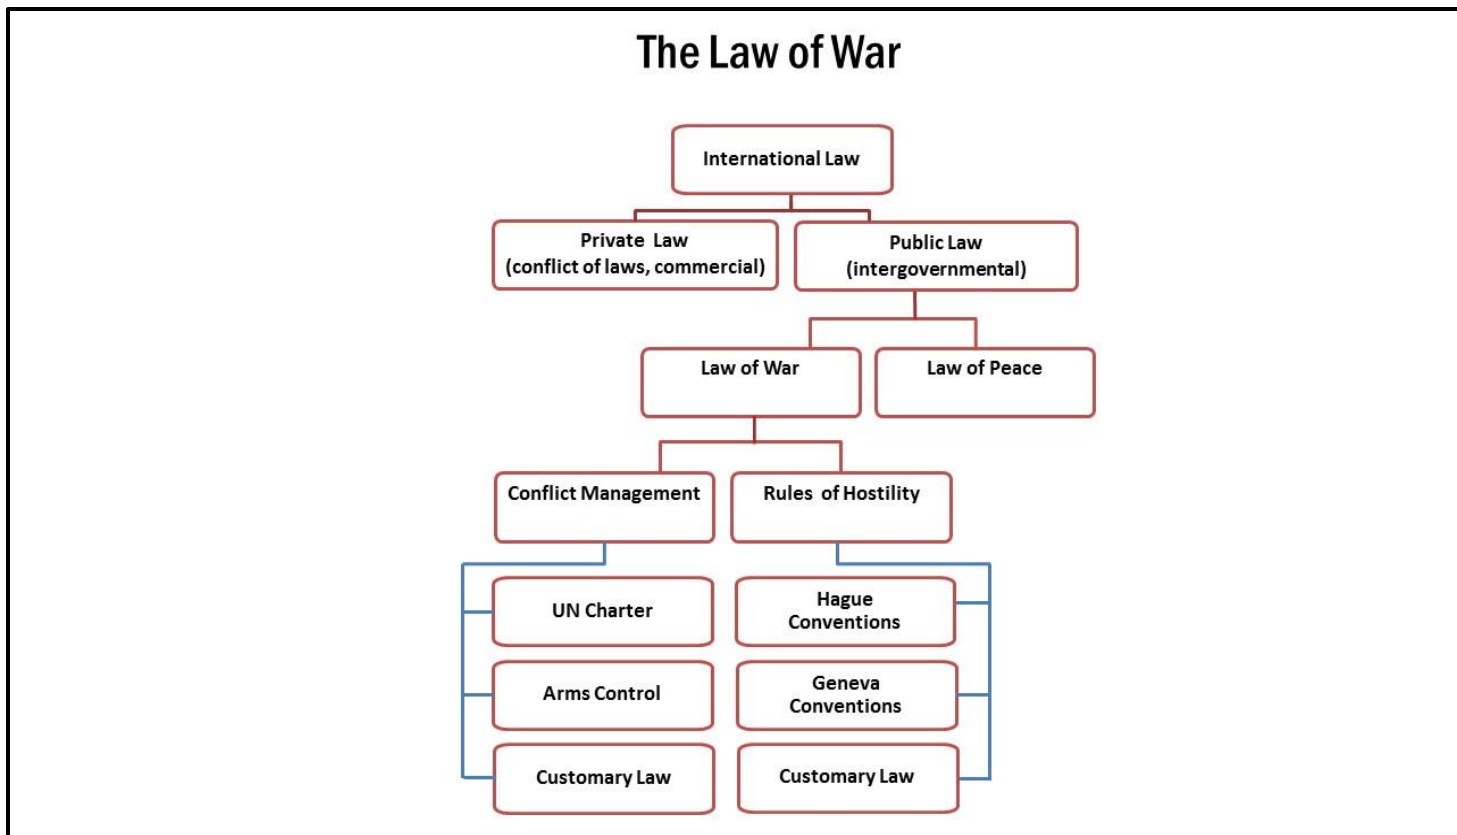 The Law of War
International Law
Private Law
(conflict of laws, commercial)
Public Law
(intergovernmental)
Law of War
Law of Peace
Conflict Management
Rules of Hostility
UN Charter
Hague
Conventions
Arms Control
Geneva
Conventions
Customary Law
Customary Law